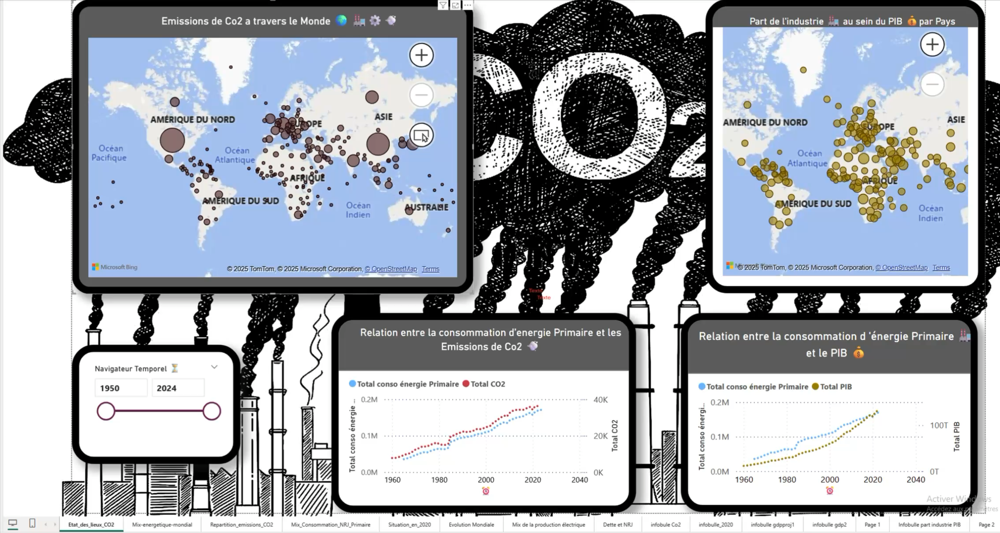 Emissions de Co2 a travers le Monde
AMÉRIQUE DU NORD
ASIE
EUROPE
Océan
Pacifique
Océan
Atlantique
AFRIQUE
AMÉRIQUE DU SUD
Océan
Indien
AUSTRALIE
Microsoft Bing
© 2025 TomTom, © 2025 Microsoft Corporation, © OpenStreetMap Terms
CO2
Texte
Texte
Part de l'industrie au sein du PIB par Pays
AMÉRIQUE DU NORD
ASIE
EUROPE
Océan
Atlantique
AFRIQUE
AMÉRIQUE DU SUD
Océan
Indien
© 2025 TomTom, © 2025 Microsoft Corporation, © OpenStreetMap Terms
Navigateur Temporel
1950 2024
Relation entre la consommation d'energie Primaire et les
Emissions de Co2
Total conso énergie Primaire Total CO2
Total conso énergie ...
0.2M
0.1M
0.0M
40K
20K
0K
Total CO2
1960 1980 2000 2020 2040
Relation entre la consommation d 'énergie Primaire
et le PIB
Total conso énergie Primaire Total PIB
Total conso énergi...
0.2M
0.1M
0.0M
100T
0T
Total PIB
1960 1980 2000 2020 2040
Activer Windows
Accédez aux paramètres
Etat_des_lieux_CO2 Mix-energetique-mondial Repartition_emissions_CO2 Mix_Consommation_NRJ_Primaire Situation_en_2020 Evolution Mondiale Mix de la production électrique Dette et NRJ infobule Co2 infobulle_2020 infobulle gdpproj1 infobulle gdp2 Page 1 Infobulle part industrie PIB Page 2